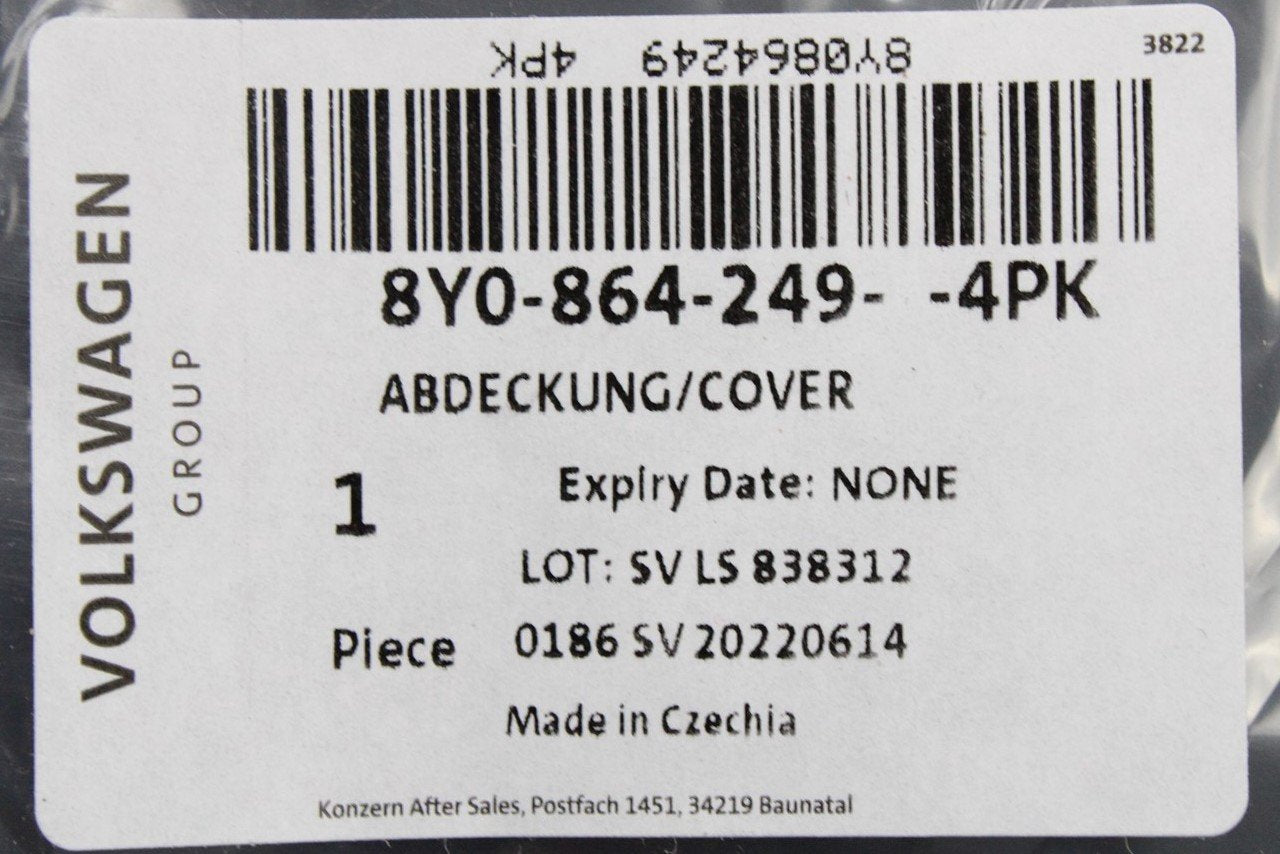 3822
8Y0864249 4PK
8Y0-864-249- -4PK
ABDECKUNG/COVER
1
Expiry Date: NONE
LOT: SV LS 838312
Piece
0186 SV 20220614
Made in Czechia
Konzern After Sales, Postfach 1451, 34219 Baunatal
VOLKSWAGEN
GROUP